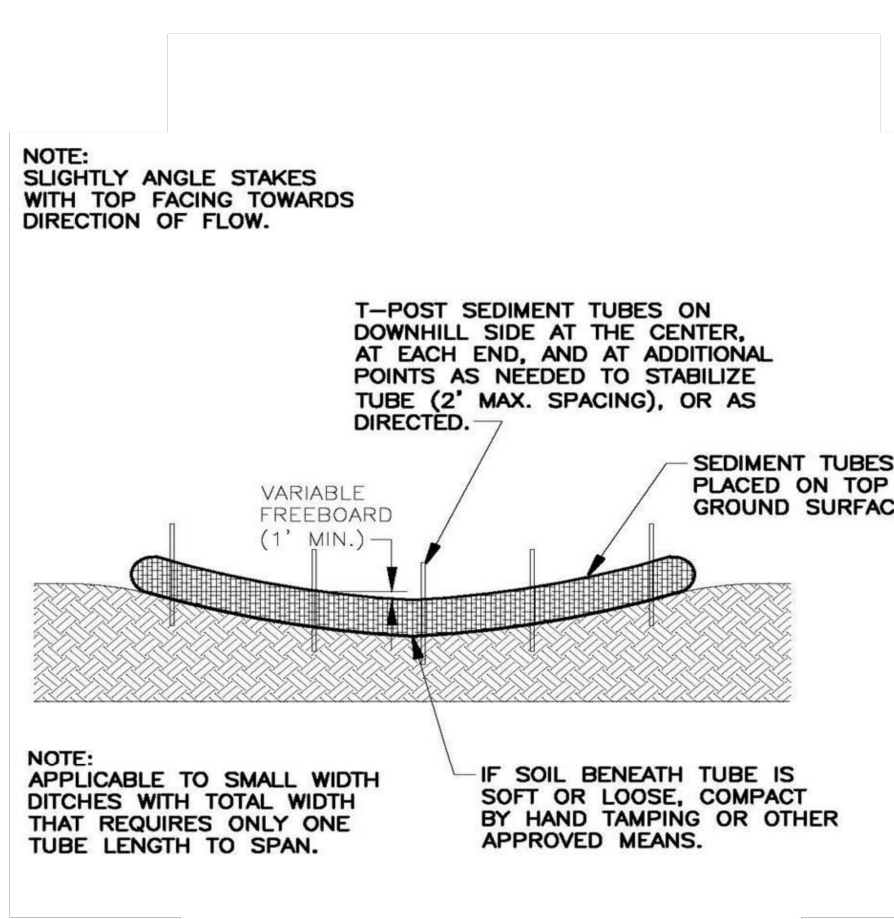 NOTE:
SLIGHTLY ANGLE STAKES
WITH TOP FACING TOWARDS
DIRECTION OF FLOW.
T-POST SEDIMENT TUBES ON
DOWNHILL SIDE AT THE CENTER,
AT EACH END, AND AT ADDITIONAL
POINTS AS NEEDED TO STABILIZE
TUBE (2' MAX. SPACING), OR AS
DIRECTED.
SEDIMENT TUBES
PLACED ON TOP
GROUND SURFAC
VARIABLE
FREEBOARD
(1' MIN.)
NOTE:
APPLICABLE TO SMALL WIDTH
DITCHES WITH TOTAL WIDTH
THAT REQUIRES ONLY ONE
TUBE LENGTH TO SPAN.
IF SOIL BENEATH TUBE IS
SOFT OR LOOSE, COMPACT
BY HAND TAMPING OR OTHER
APPROVED MEANS.